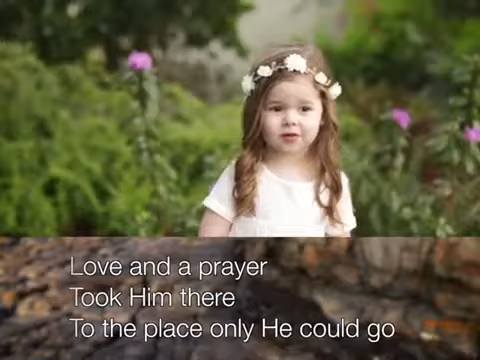 Love and a prayer
Took Him there
To the place only He could go